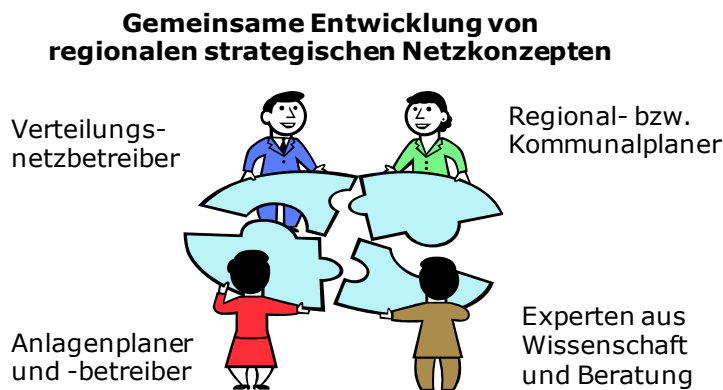 Gemeinsame Entwicklung von
regionalen strategischen Netzkonzepten
Verteilungs-
netzbetreiber
Regional- bzw.
Kommunalplaner
Anlagenplaner
und -betreiber
Experten aus
Wissenschaft
und Beratung